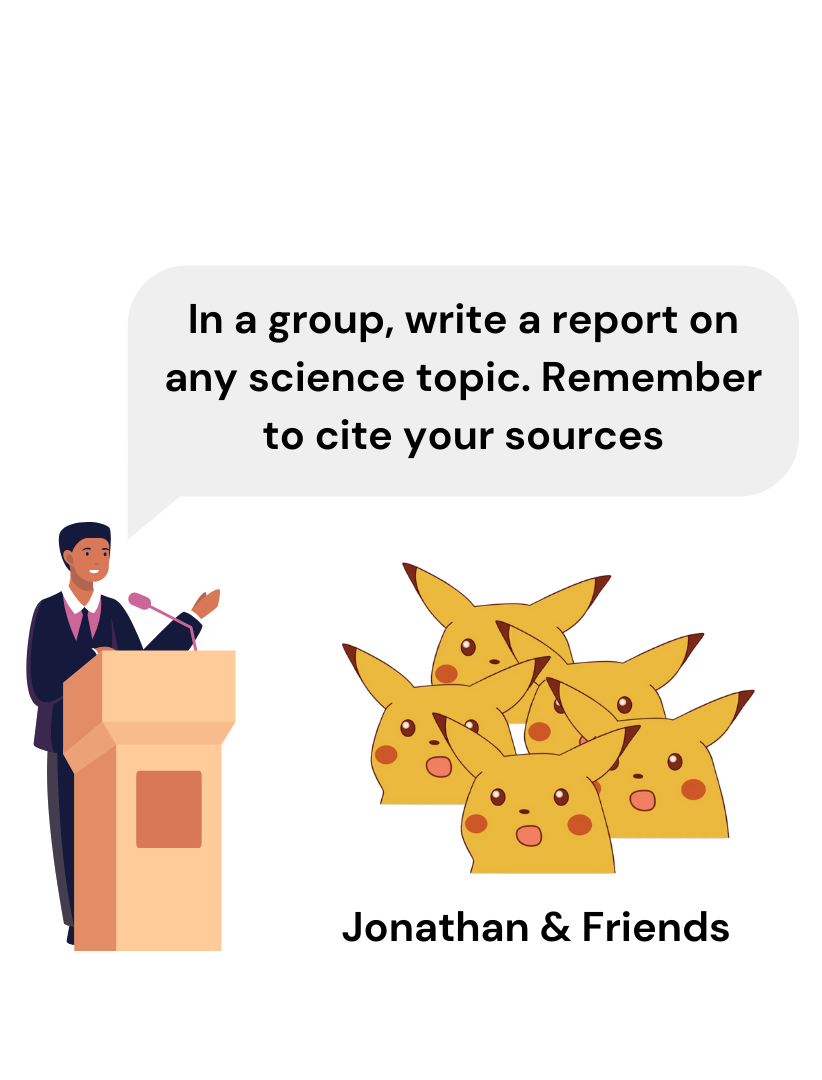 In a group, write a report on
any science topic. Remember
to cite your sources
Jonathan & Friends